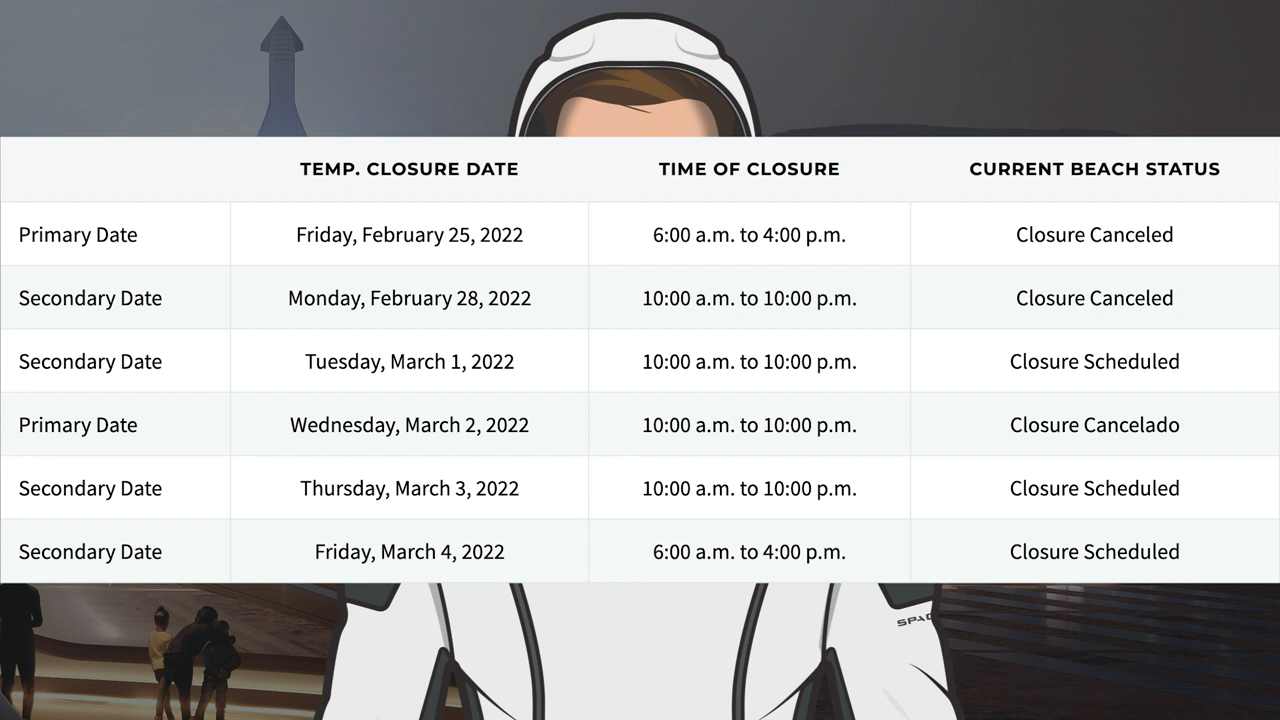 TEMP. CLOSURE DATE TIME OF CLOSURE CURRENT BEACH STATUS
Primary Date Friday, February 25, 2022 6:00 a.m. to 4:00 p.m. Closure Canceled
Secondary Date Monday, February 28, 2022 10:00 a.m. to 10:00 p.m. Closure Canceled
Secondary Date Tuesday, March 1, 2022 10:00 a.m. to 10:00 p.m. Closure Scheduled
Primary Date Wednesday, March 2, 2022 10:00 a.m. to 10:00 p.m. Closure Cancelado
Secondary Date Thursday, March 3, 2022 10:00 a.m. to 10:00 p.m. Closure Scheduled
Secondary Date Friday, March 4, 2022 6:00 a.m. to 4:00 p.m. Closure Scheduled